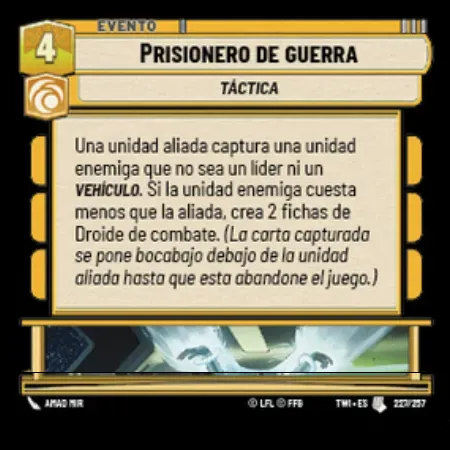 EVENTO
4
PRISIONERO DE GUERRA
TÁCTICA
Una unidad aliada captura una unidad
enemiga que no sea un líder ni un
VEHÍCULO. Si la unidad enemiga cuesta
menos que la aliada, crea 2 fichas de
Droide de combate. (La carta capturada
se pone bocabajo debajo de la unidad
aliada hasta que esta abandone el juego.)
AMAD MIR
© LFL © FFG
TWI • ES
227/257